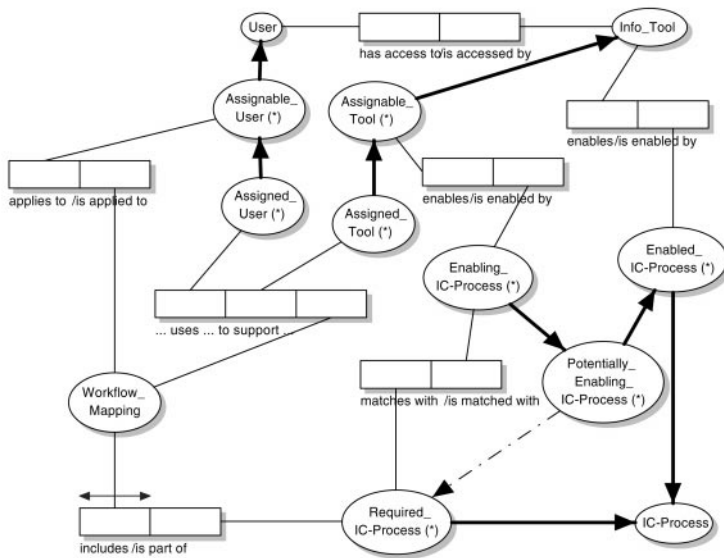 User
Info_Tool
has access to/is accessed by
Assignable_
User (*)
Assignable_
Tool (*)
enables/is enabled by
applies to /is applied to
Assigned_
User (*)
Assigned_
Tool (*)
enables/is enabled by
Enabling_
IC-Process (*)
Enabled_
IC-Process (*)
... uses ... to support ...
Potentially_
Enabling_
IC-Process (*)
Workflow_
Mapping
matches with /is matched with
Required_
IC-Process (*)
IC-Process
includes /is part of